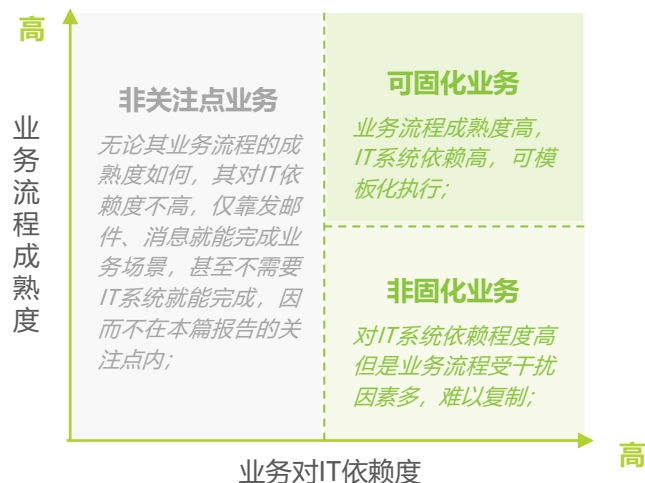 高
业务流程成熟度
非关注点业务
无论其业务流程的成
熟度如何，其对IT依
赖度不高，仅靠发邮
件、消息就能完成业
务场景，甚至不需要
IT系统就能完成，因
而不在本篇报告的关
注点内；
可固化业务
业务流程成熟度高，
IT系统依赖高，可模
板化执行；
非固化业务
对IT系统依赖程度高
但是业务流程受干扰
因素多，难以复制；
业务对IT依赖度
高